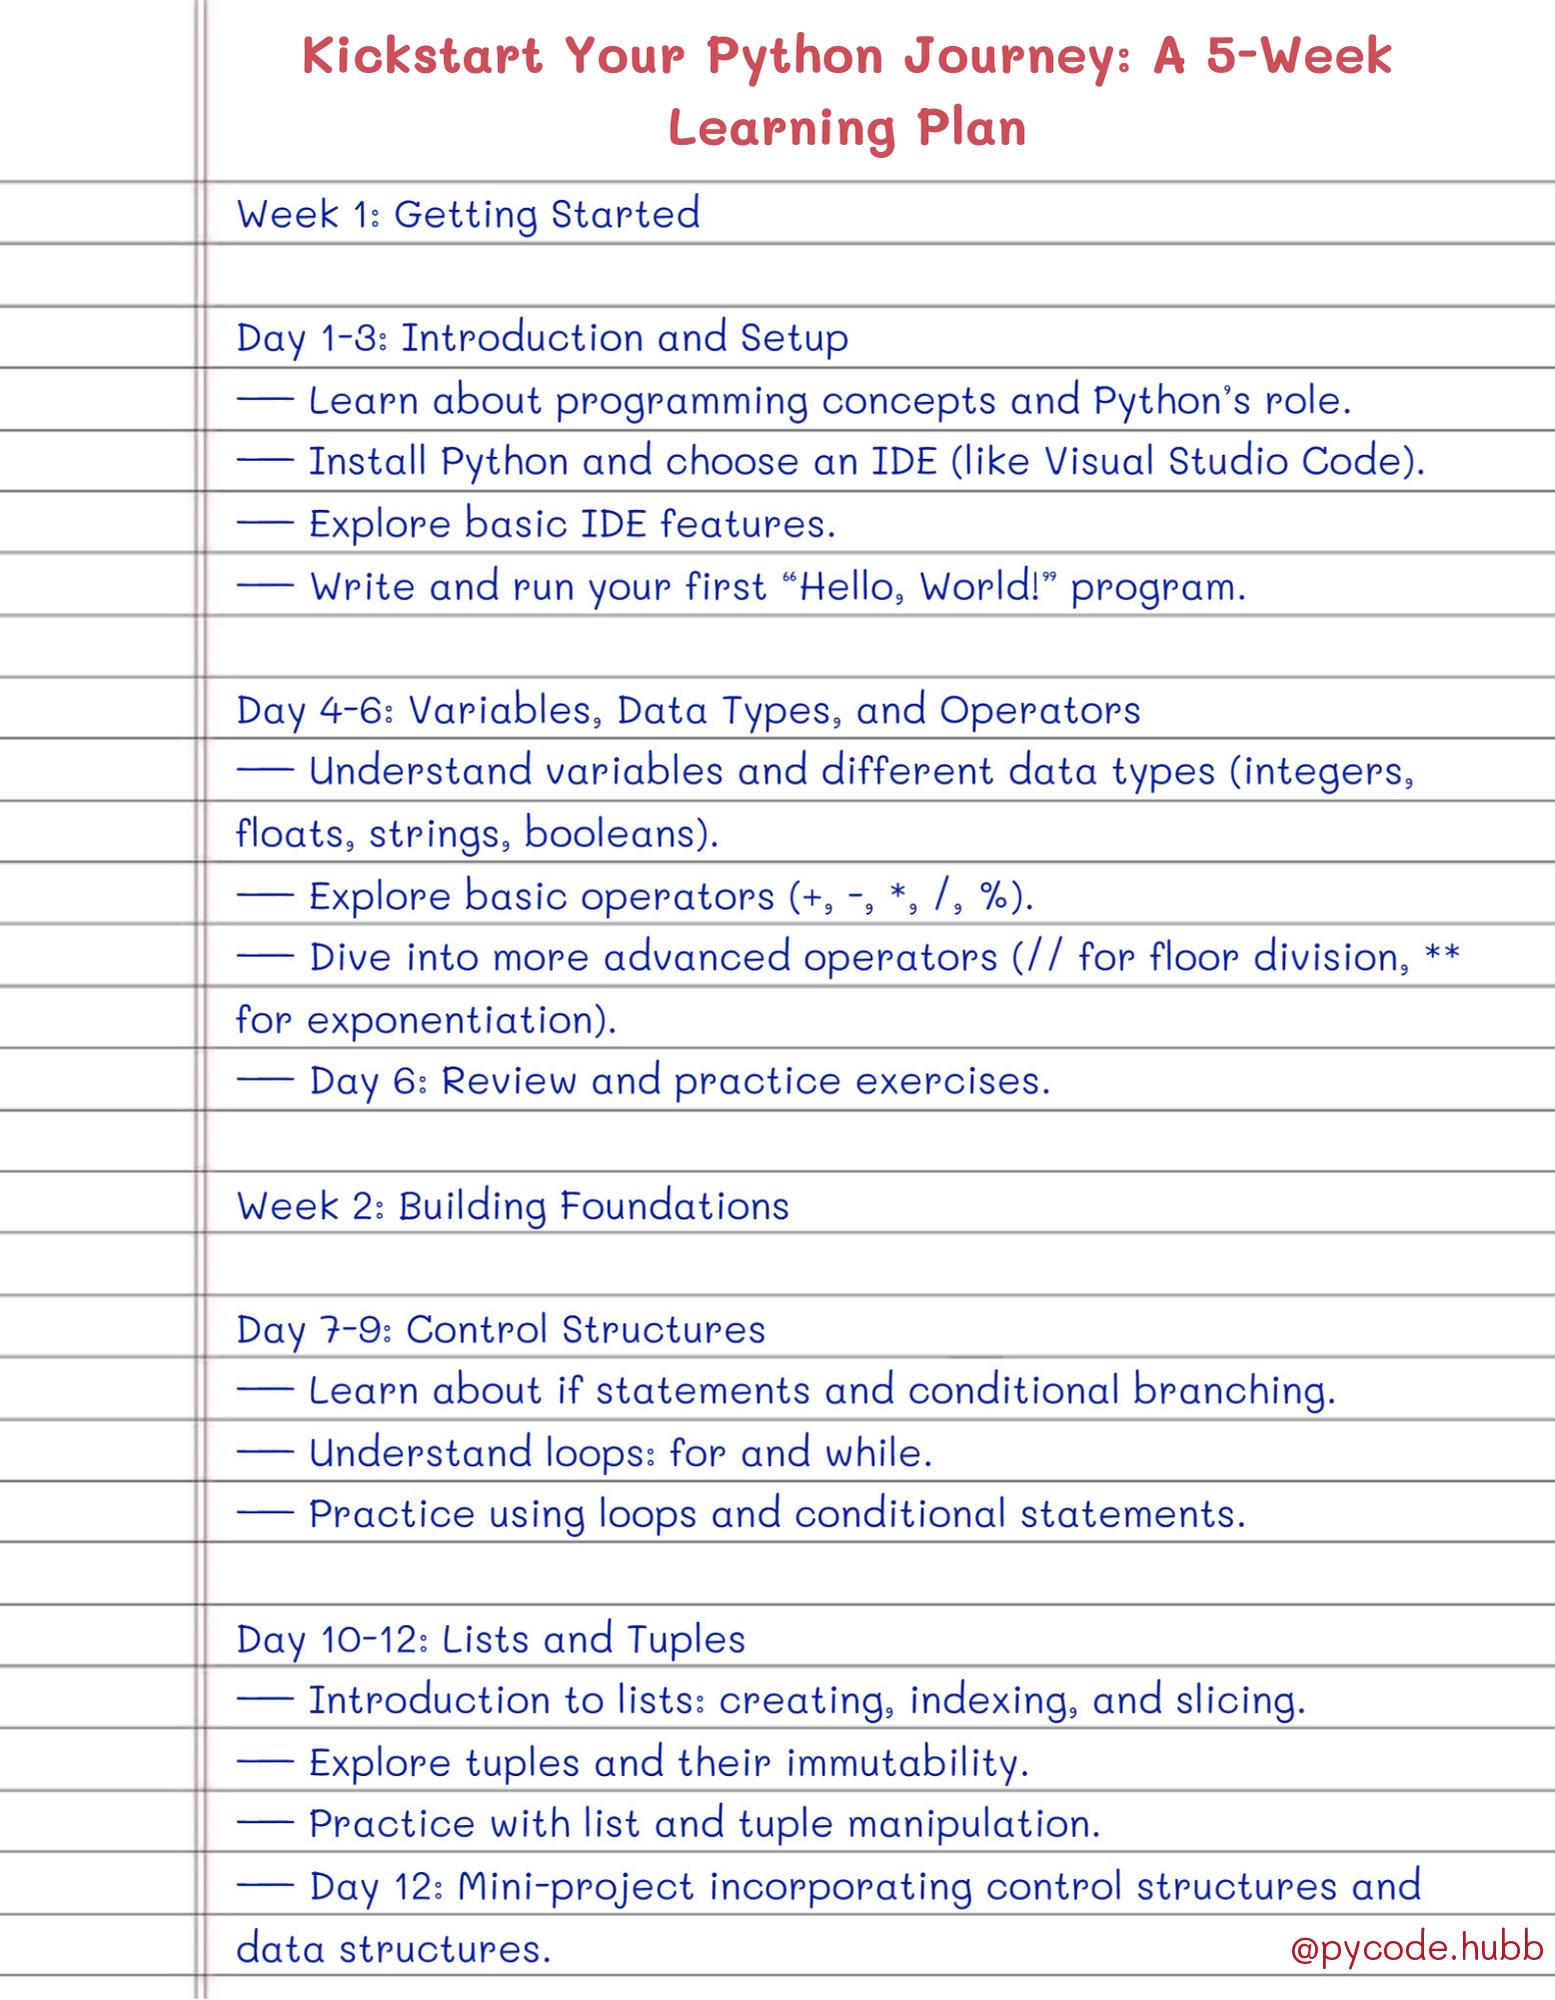 Kickstart Your Python Journey: A 5-Week
Learning Plan
Week 1: Getting Started
Day 1-3: Introduction and Setup
— Learn about programming concepts and Python’s role.
— Install Python and choose an IDE (like Visual Studio Code).
— Explore basic IDE features.
— Write and run your first “Hello, World!” program.
Day 4-6: Variables, Data Types, and Operators
— Understand variables and different data types (integers,
floats, strings, booleans).
— Explore basic operators (+, -, *, /, %).
— Dive into more advanced operators (// for floor division, **
for exponentiation).
— Day 6: Review and practice exercises.
Week 2: Building Foundations
Day 7-9: Control Structures
— Learn about if statements and conditional branching.
— Understand loops: for and while.
— Practice using loops and conditional statements.
Day 10-12: Lists and Tuples
— Introduction to lists: creating, indexing, and slicing.
— Explore tuples and their immutability.
— Practice with list and tuple manipulation.
— Day 12: Mini-project incorporating control structures and
data structures.
@pycode.hubb